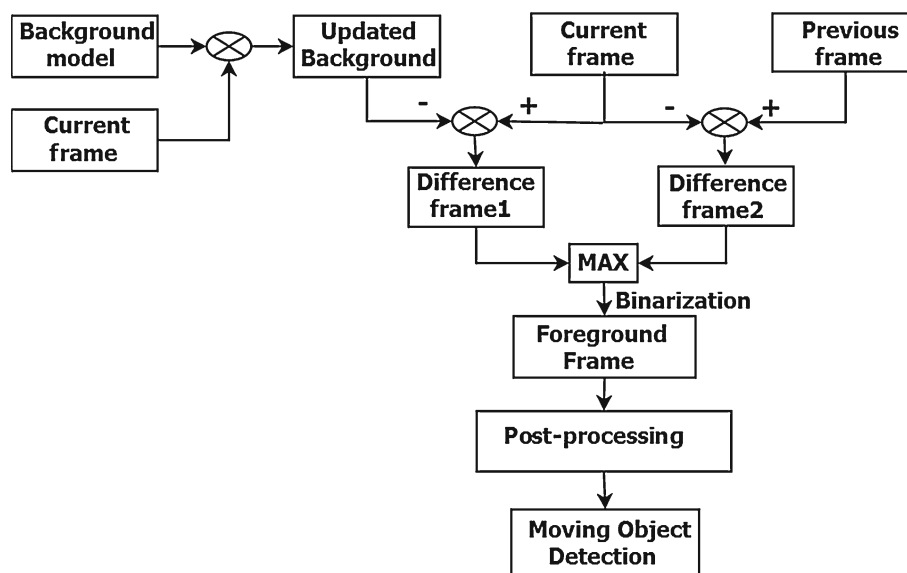 Background
model
Updated
Background
Current
frame
Previous
frame
Current
frame
-
+
-
+
Difference
frame1
Difference
frame2
MAX
Binarization
Foreground
Frame
Post-processing
Moving Object
Detection